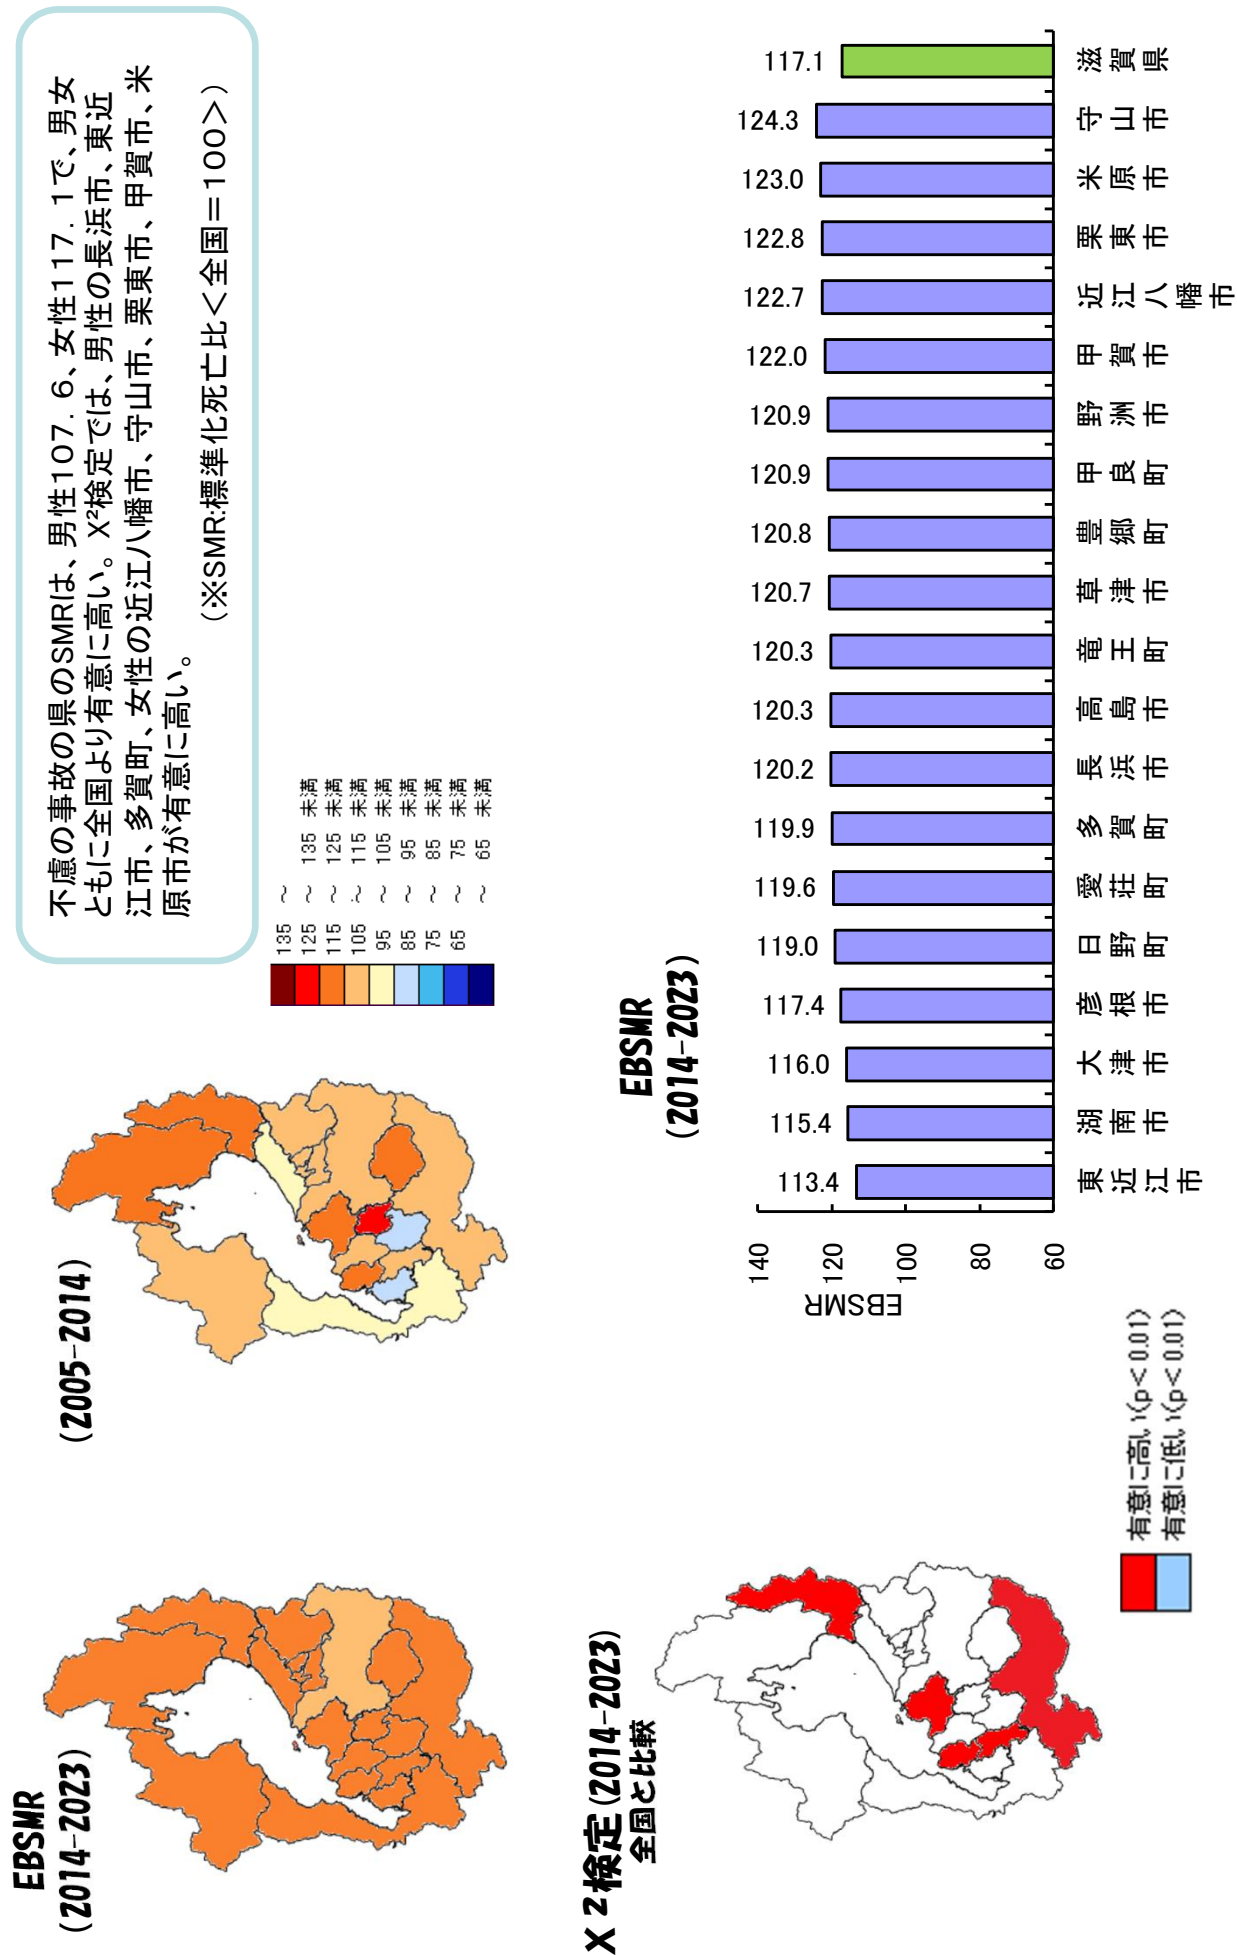 EBSMR
(2014-2023)
(2005-2014)
不慮の事故の県のSMRは、男性107.6、女性117.1で、男女
ともに全国より有意に高い。X²検定では、男性の長浜市、東近
江市、多賀町、女性の近江八幡市、守山市、栗東市、甲賀市、米
原市が有意に高い。
(※SMR:標準化死亡比<全国=100>)
135 ～
125 ～ 135 未満
115 ～ 125 未満
105 ～ 115 未満
95 ～ 105 未満
85 ～ 95 未満
75 ～ 85 未満
65 ～ 75 未満
～ 65 未満
X²検定(2014-2023)
全国と比較
有意に高い(p<0.01)
有意に低い(p<0.01)
EBSMR
(2014-2023)
EBSMR
140
120
100
80
60
113.4
115.4
116.0
117.4
119.0
119.6
119.9
120.2
120.3
120.3
120.7
120.8
120.9
120.9
122.0
122.7
122.8
123.0
124.3
117.1
東近江市
湖南市
大津市
彦根市
日野町
愛荘町
多賀町
長浜市
高島市
竜王町
草津市
豊郷町
甲良町
野洲市
甲賀市
近江八幡市
栗東市
米原市
守山市
滋賀県